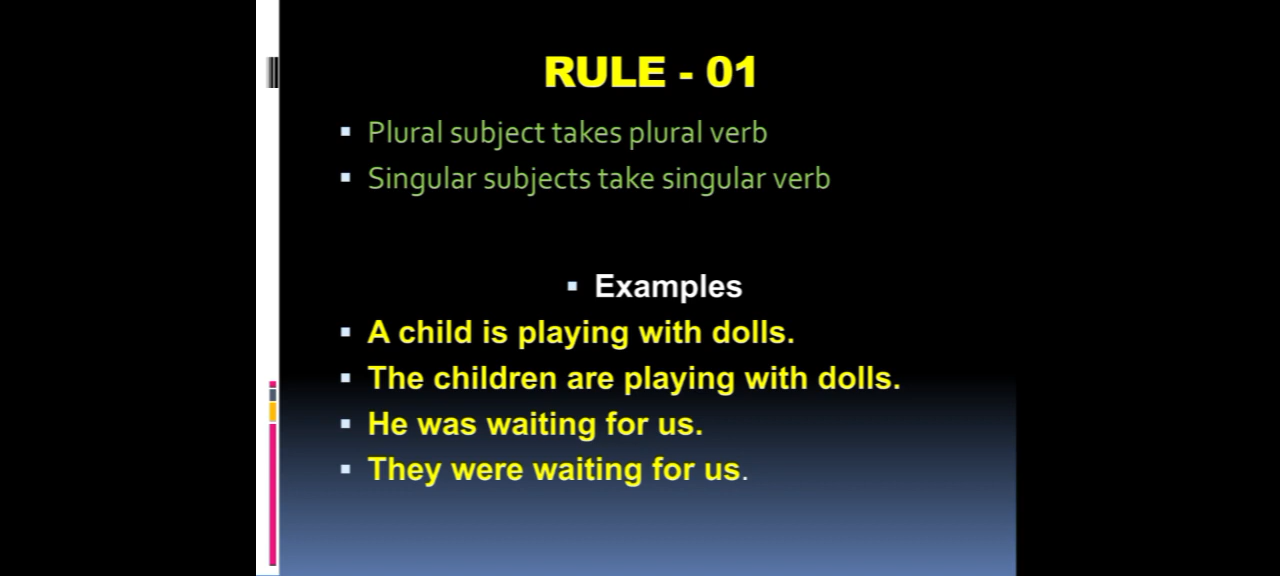 RULE - 01
Plural subject takes plural verb
Singular subjects take singular verb
Examples
A child is playing with dolls.
The children are playing with dolls.
He was waiting for us.
They were waiting for us.